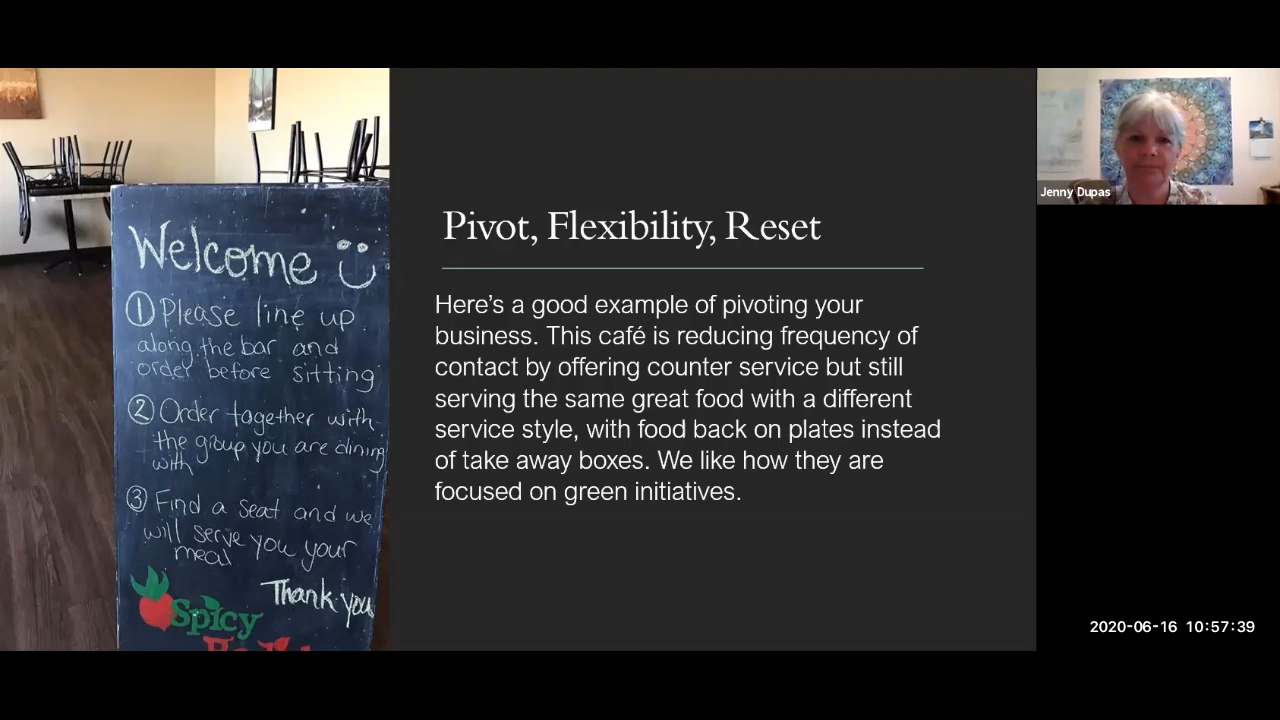 Welcome
1 Please line up
along the bar and
order before sitting
2 Order together with
the group you are dining
with
3 Find a seat and we
will serve you your
meal
Thank you
Spicy
Pivot, Flexibility, Reset
Here's a good example of pivoting your
business. This café is reducing frequency of
contact by offering counter service but still
serving the same great food with a different
service style, with food back on plates instead
of take away boxes. We like how they are
focused on green initiatives.
Jenny Dupas
2020-06-16 10:57:39